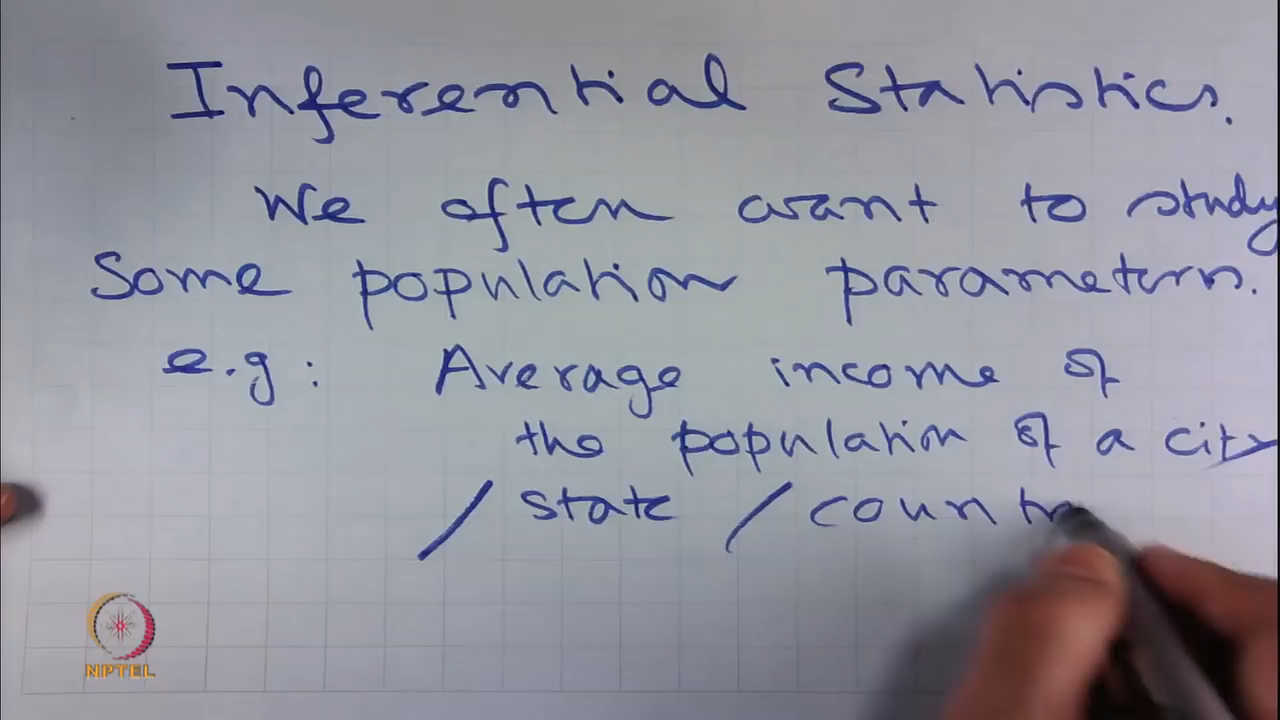 Inferential Statistics.
We often want to study
Some population parameters.
e.g: Average income of
the population of a city
/ state / countr
NPTEL